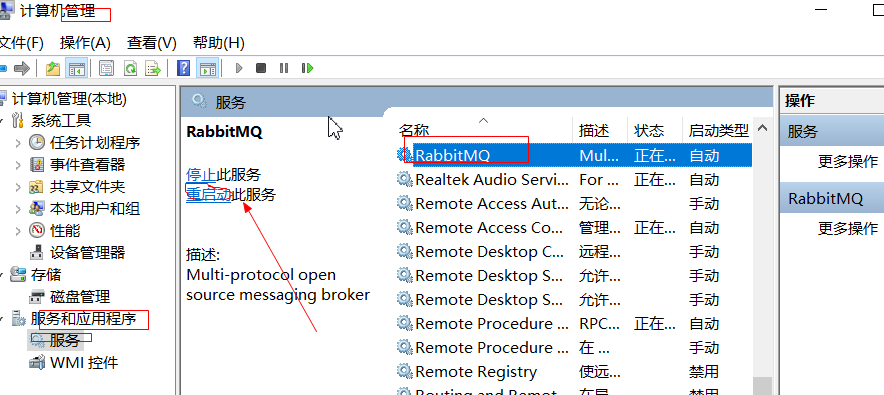 计算机管理
文件(F) 操作(A) 查看(V) 帮助(H)
计算机管理(本地)
系统工具
任务计划程序
事件查看器
共享文件夹
本地用户和组
性能
设备管理器
存储
磁盘管理
服务和应用程序
服务
WMI 控件
服务
RabbitMQ
停止此服务
重启动此服务
描述:
Multi-protocol open
source messaging broker
名称 描述 状态 启动类型
RabbitMQ Mul... 正在... 自动
Realtek Audio Servi... For ... 正在... 自动
Remote Access Aut... 无论... 手动
Remote Access Co... 管理... 正在... 自动
Remote Desktop C... 远程... 手动
Remote Desktop S... 允许... 手动
Remote Desktop S... 允许... 手动
Remote Procedure ... RPC... 正在... 自动
Remote Procedure ... 在 ... 手动
Remote Registry 使远... 禁用
操作
服务
更多操作
RabbitMQ
更多操作